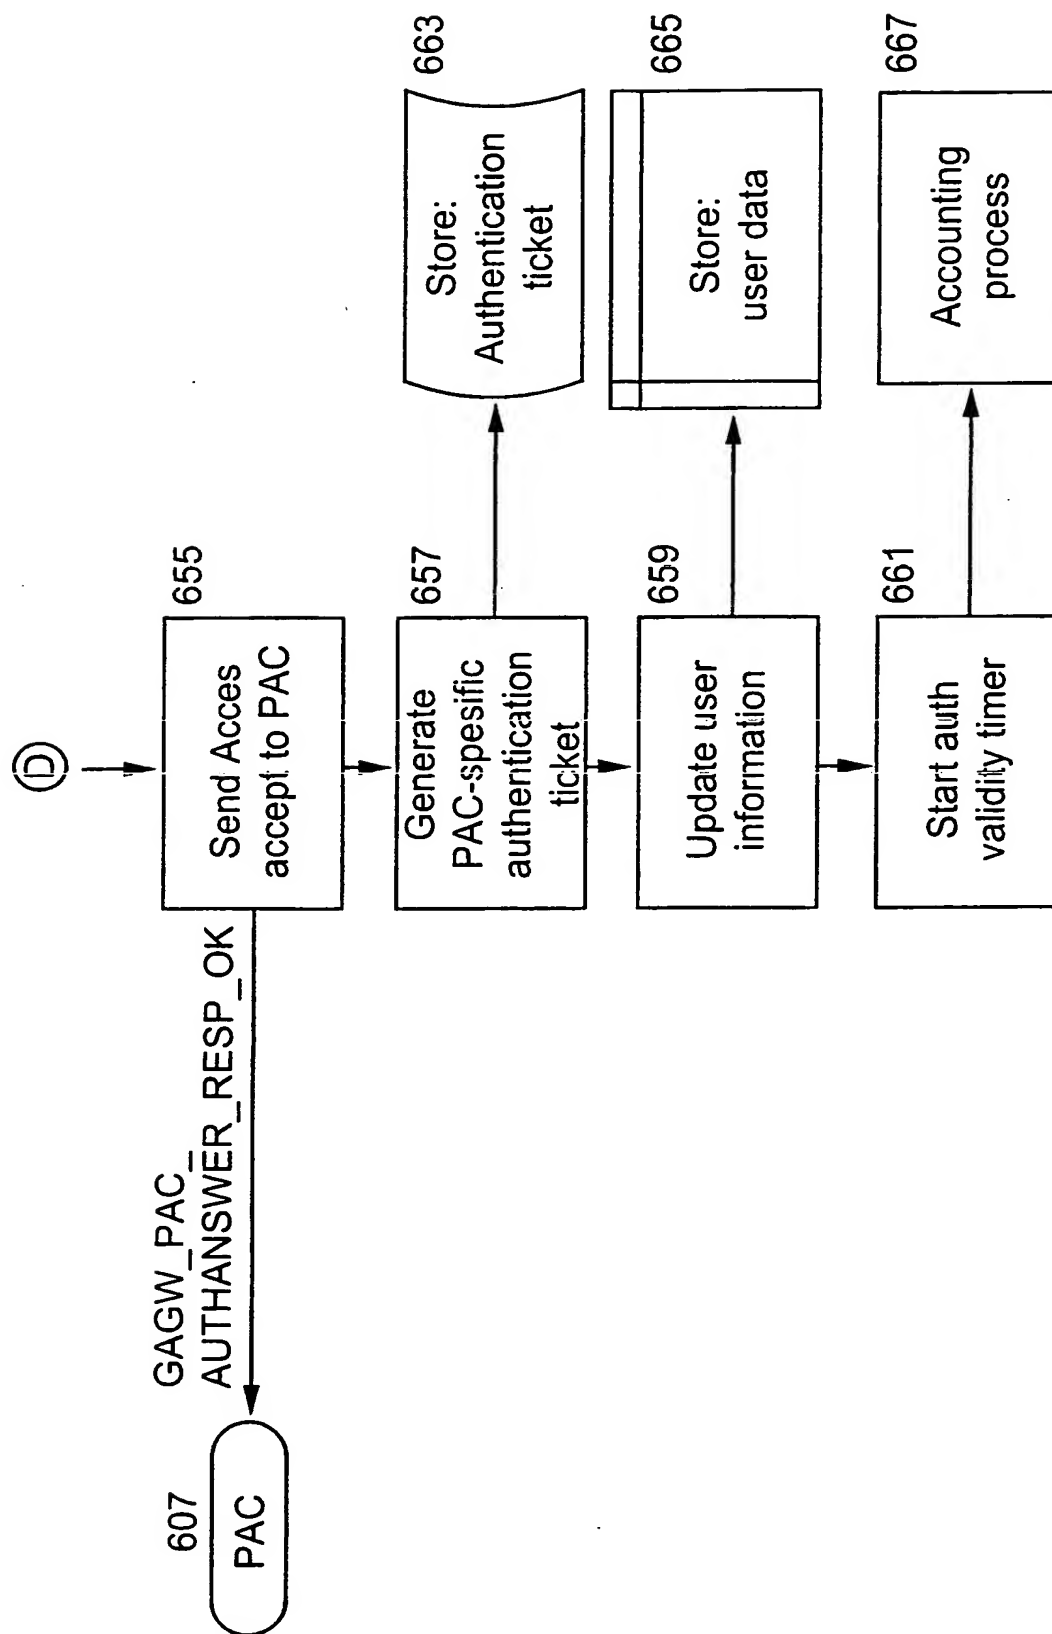 D
655
Send Acces
accept to PAC
GAGW_PAC_
AUTHANSWER_RESP_OK
607
PAC
657
Generate
PAC-spesific
authentication
ticket
663
Store:
Authentication
ticket
659
Update user
information
665
Store:
user data
661
Start auth
validity timer
667
Accounting
process